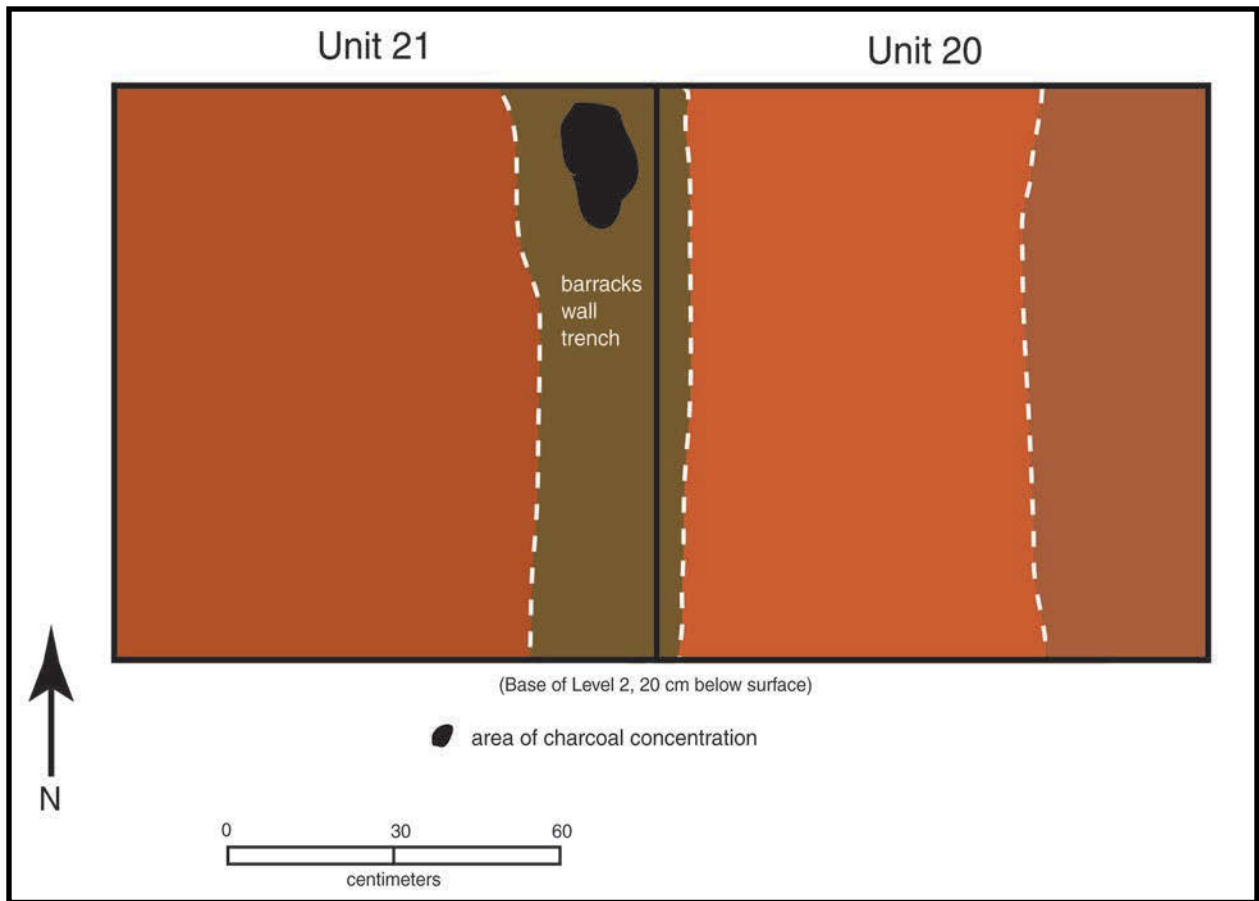 Unit 21
Unit 20
barracks
wall
trench
(Base of Level 2, 20 cm below surface)
area of charcoal concentration
N
0 30 60
centimeters